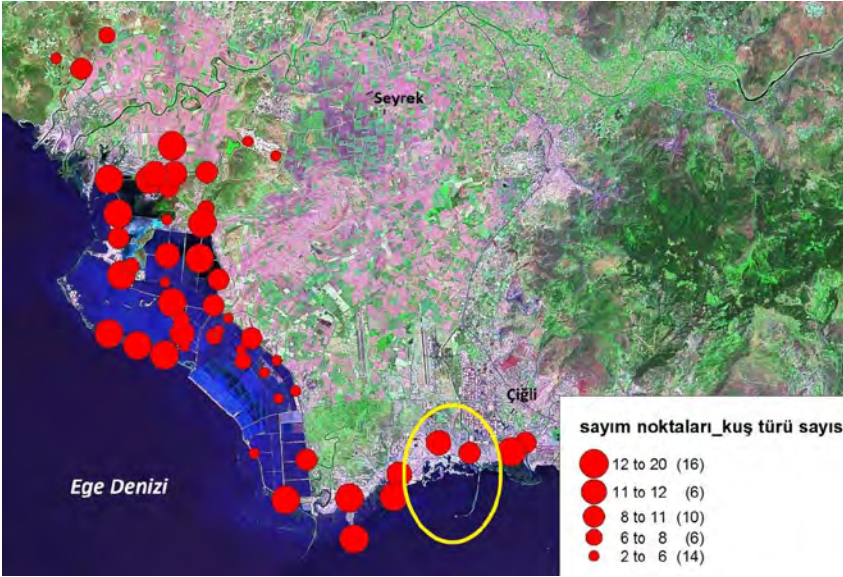 Seyrek
Çiğli
Ege Denizi
sayım noktaları_kuş türü sayıs
12 to 20 (16)
11 to 12 (6)
8 to 11 (10)
6 to 8 (6)
2 to 6 (14)